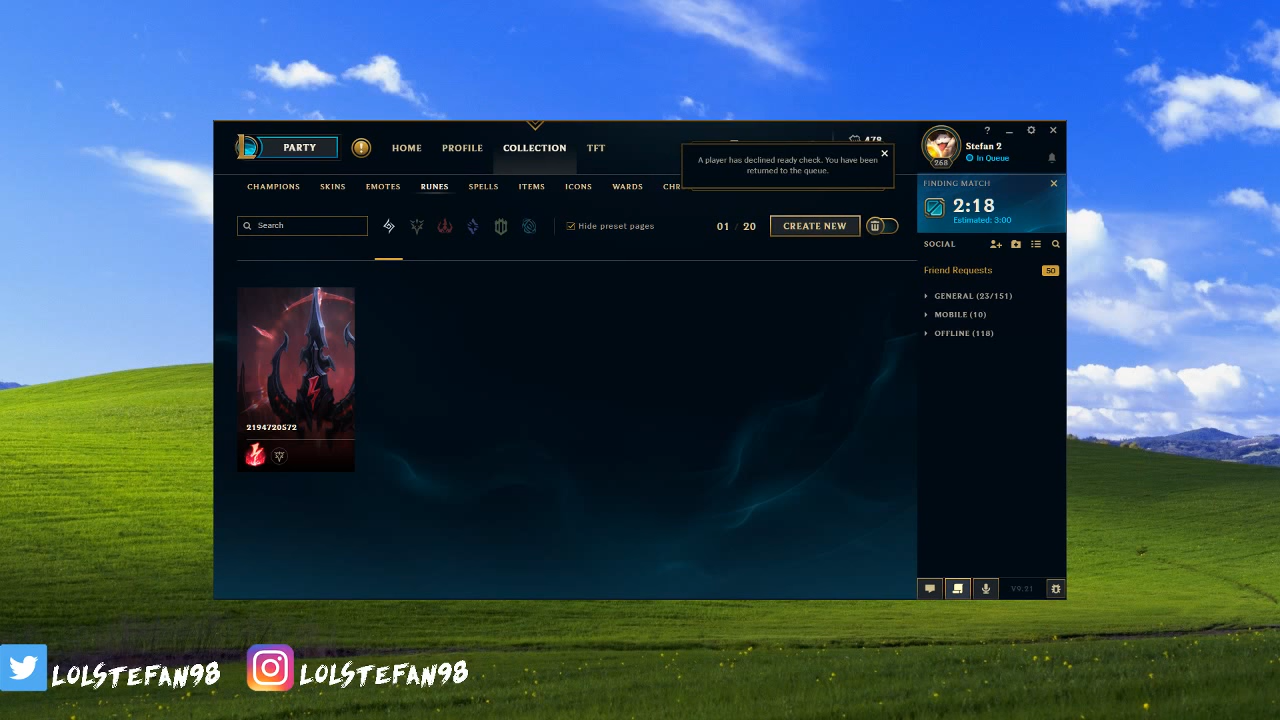 PARTY
HOME
PROFILE
COLLECTION
TFT
478
A player has declined ready check. You have been
returned to the queue.
?
268
Stefan 2
In Queue
CHAMPIONS
SKINS
EMOTES
RUNES
SPELLS
ITEMS
ICONS
WARDS
CHR
FINDING MATCH
2:18
Estimated: 3:00
Search
Hide preset pages
01 / 20
CREATE NEW
SOCIAL
Friend Requests
50
GENERAL (23/151)
MOBILE (10)
OFFLINE (118)
2194720572
V9.21
LOLSTEFAN98
LOLSTEFAN98